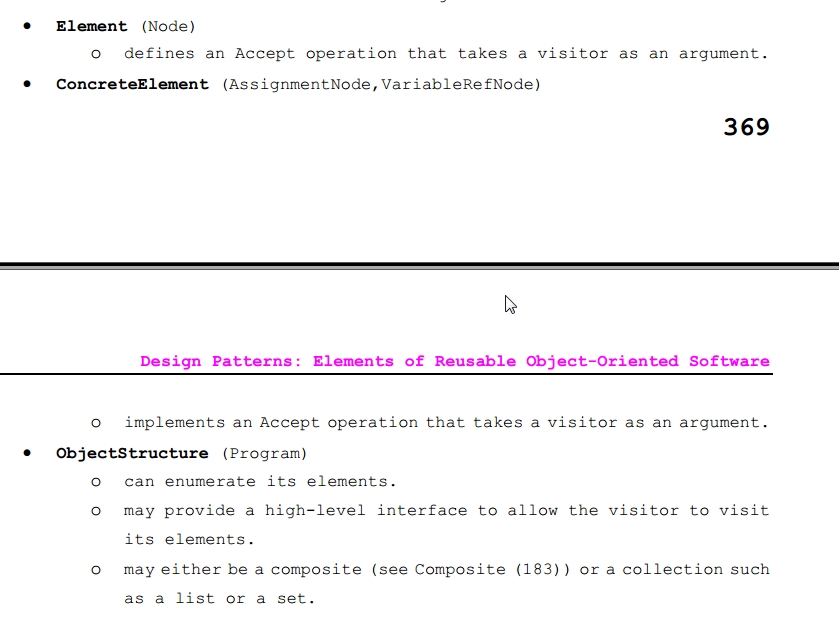 • Element (Node)
o defines an Accept operation that takes a visitor as an argument.
• ConcreteElement (AssignmentNode,VariableRefNode)
369
Design Patterns: Elements of Reusable Object-Oriented Software
o implements an Accept operation that takes a visitor as an argument.
• ObjectStructure (Program)
o can enumerate its elements.
o may provide a high-level interface to allow the visitor to visit
its elements.
o may either be a composite (see Composite (183)) or a collection such
as a list or a set.